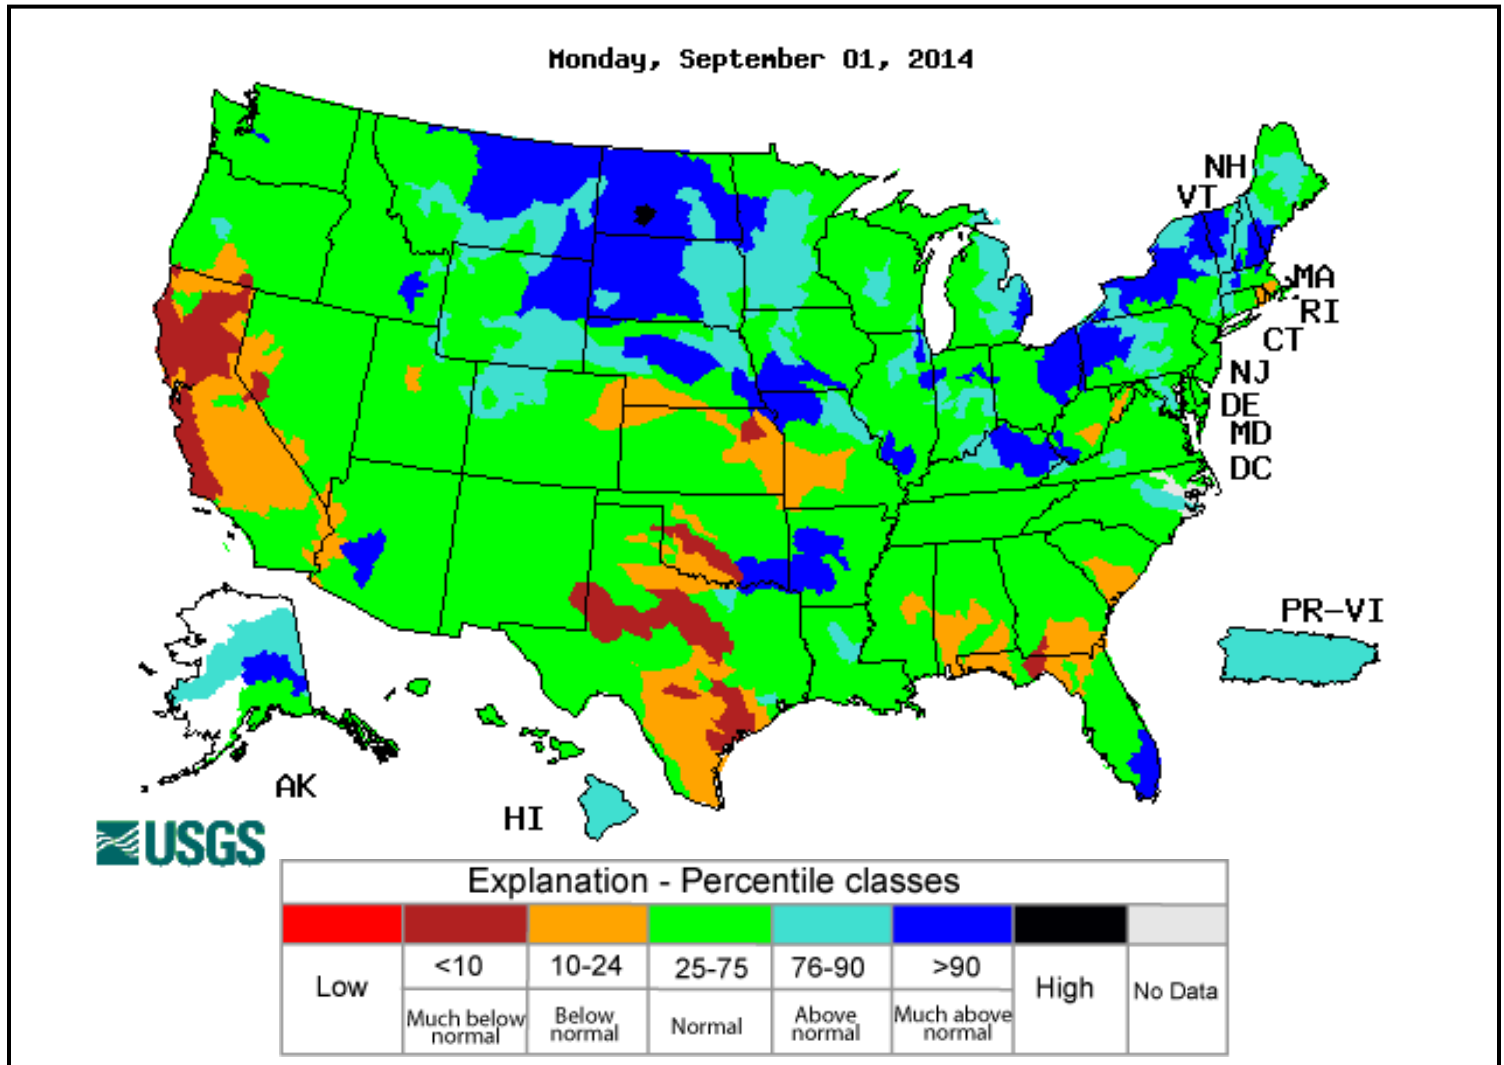 Monday, September 01, 2014
NH
VT
MA
RI
CT
NJ
DE
MD
DC
PR-VI
AK
HI
USGS
Explanation - Percentile classes
Low
<10
10-24
25-75
76-90
>90
High
No Data
Much below
normal
Below
normal
Normal
Above
normal
Much above
normal